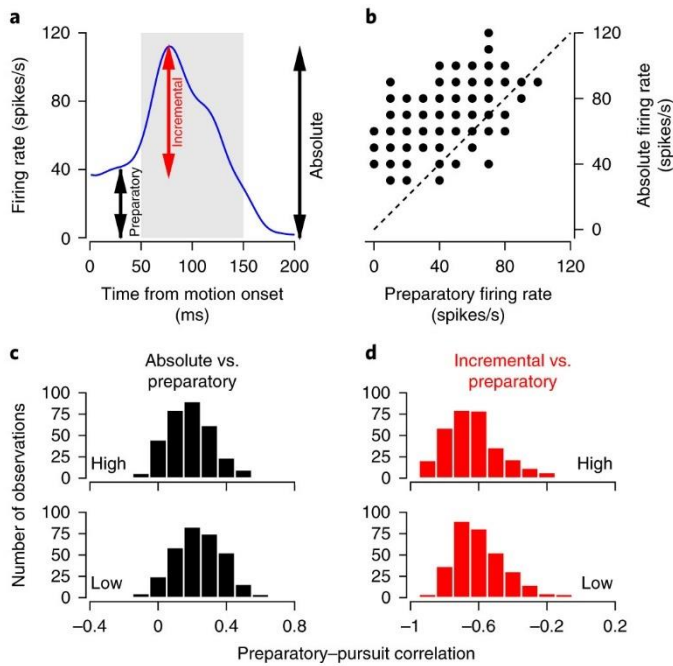 a
Firing rate (spikes/s)
120
80
40
0
Preparatory
Incremental
Absolute
0 50 100 150 200
Time from motion onset
(ms)
b
120
80
40
0
Absolute firing rate
(spikes/s)
0 40 80 120
Preparatory firing rate
(spikes/s)
c
Absolute vs.
preparatory
Number of observations
100
75
50
25
0
High
100
75
50
25
0
Low
−0.4 0 0.4 0.8
d
Incremental vs.
preparatory
100
75
50
25
0
High
100
75
50
25
0
Low
−1 −0.6 −0.2 0.2
Preparatory–pursuit correlation